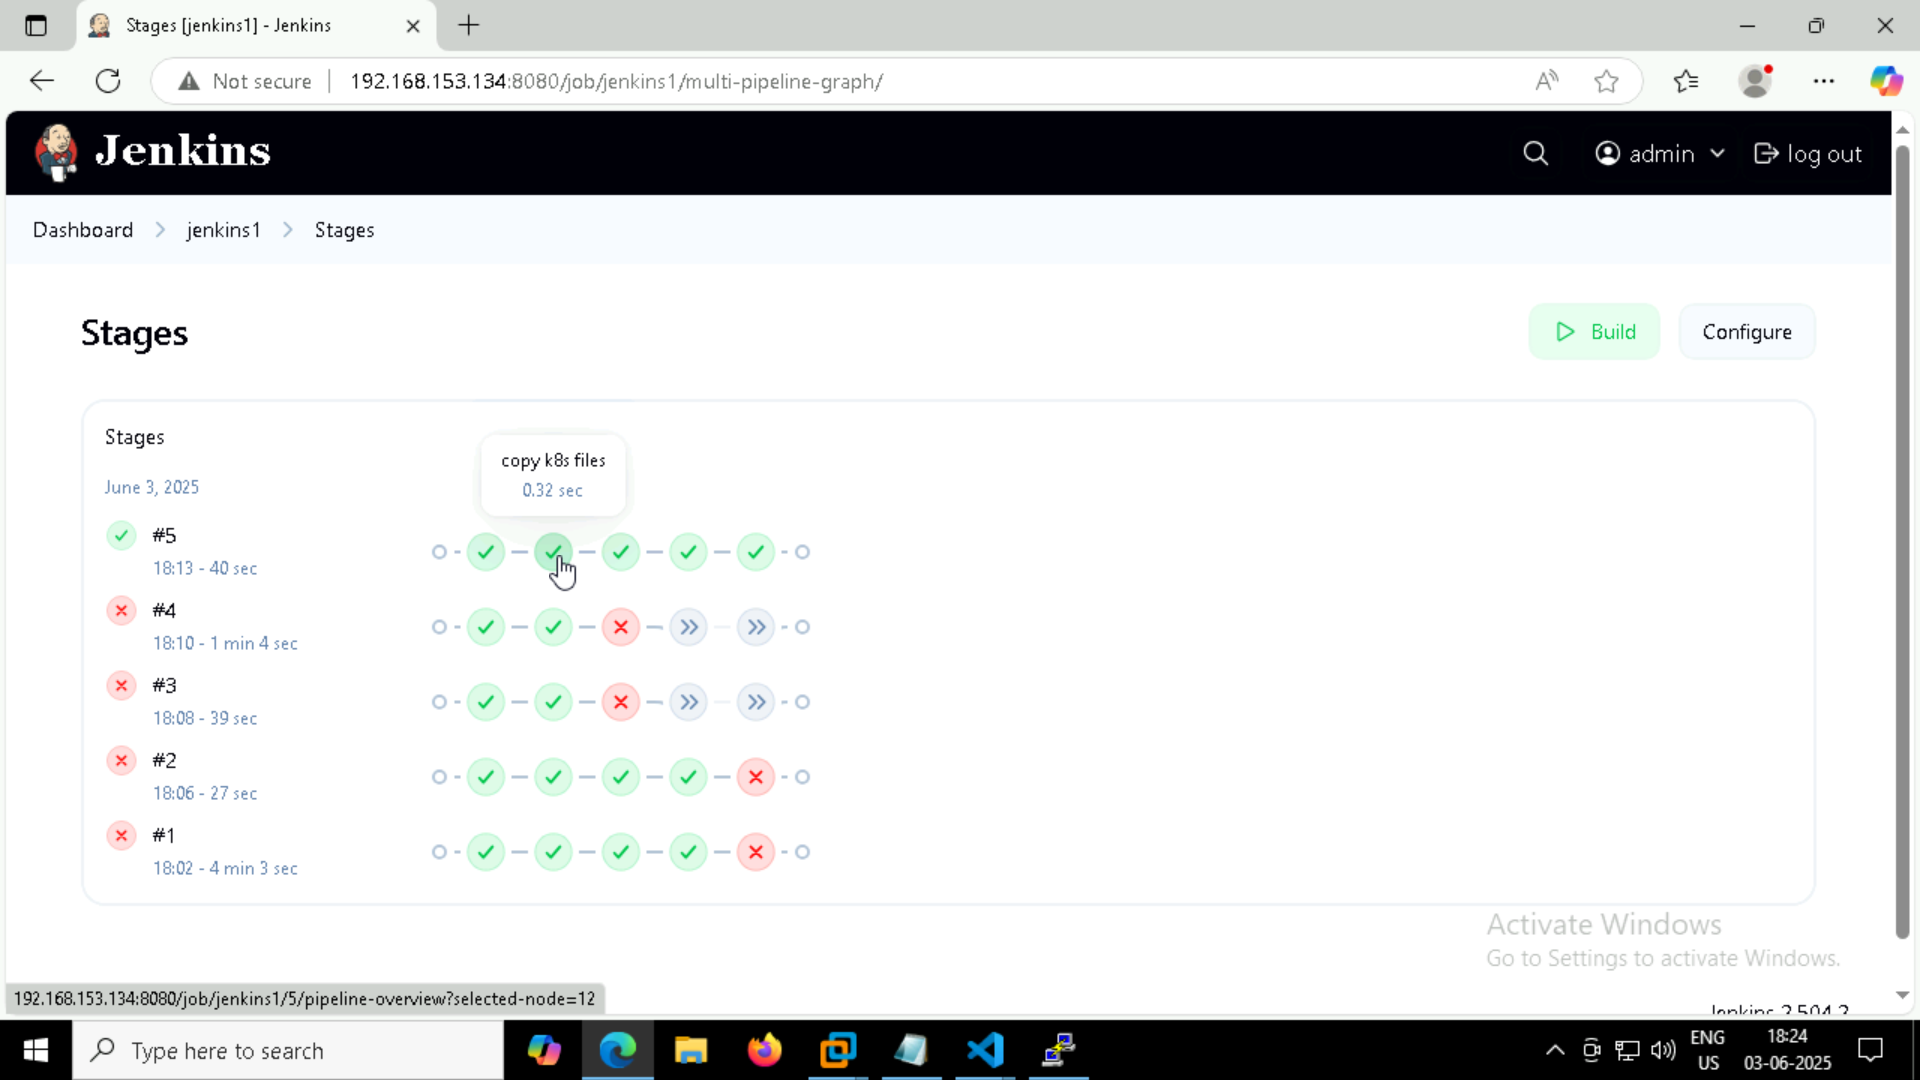 Stages [jenkins1] - Jenkins
Not secure
192.168.153.134:8080/job/jenkins1/multi-pipeline-graph/
Jenkins
admin
log out
Dashboard
jenkins1
Stages
Stages
Build
Configure
Stages
copy k8s files
0.32 sec
June 3, 2025
#5
18:13 - 40 sec
#4
18:10 - 1 min 4 sec
#3
18:08 - 39 sec
#2
18:06 - 27 sec
#1
18:02 - 4 min 3 sec
Activate Windows
Go to Settings to activate Windows.
192.168.153.134:8080/job/jenkins1/5/pipeline-overview?selected-node=12
Jenkins 2.504.2
Type here to search
ENG
US
18:24
03-06-2025